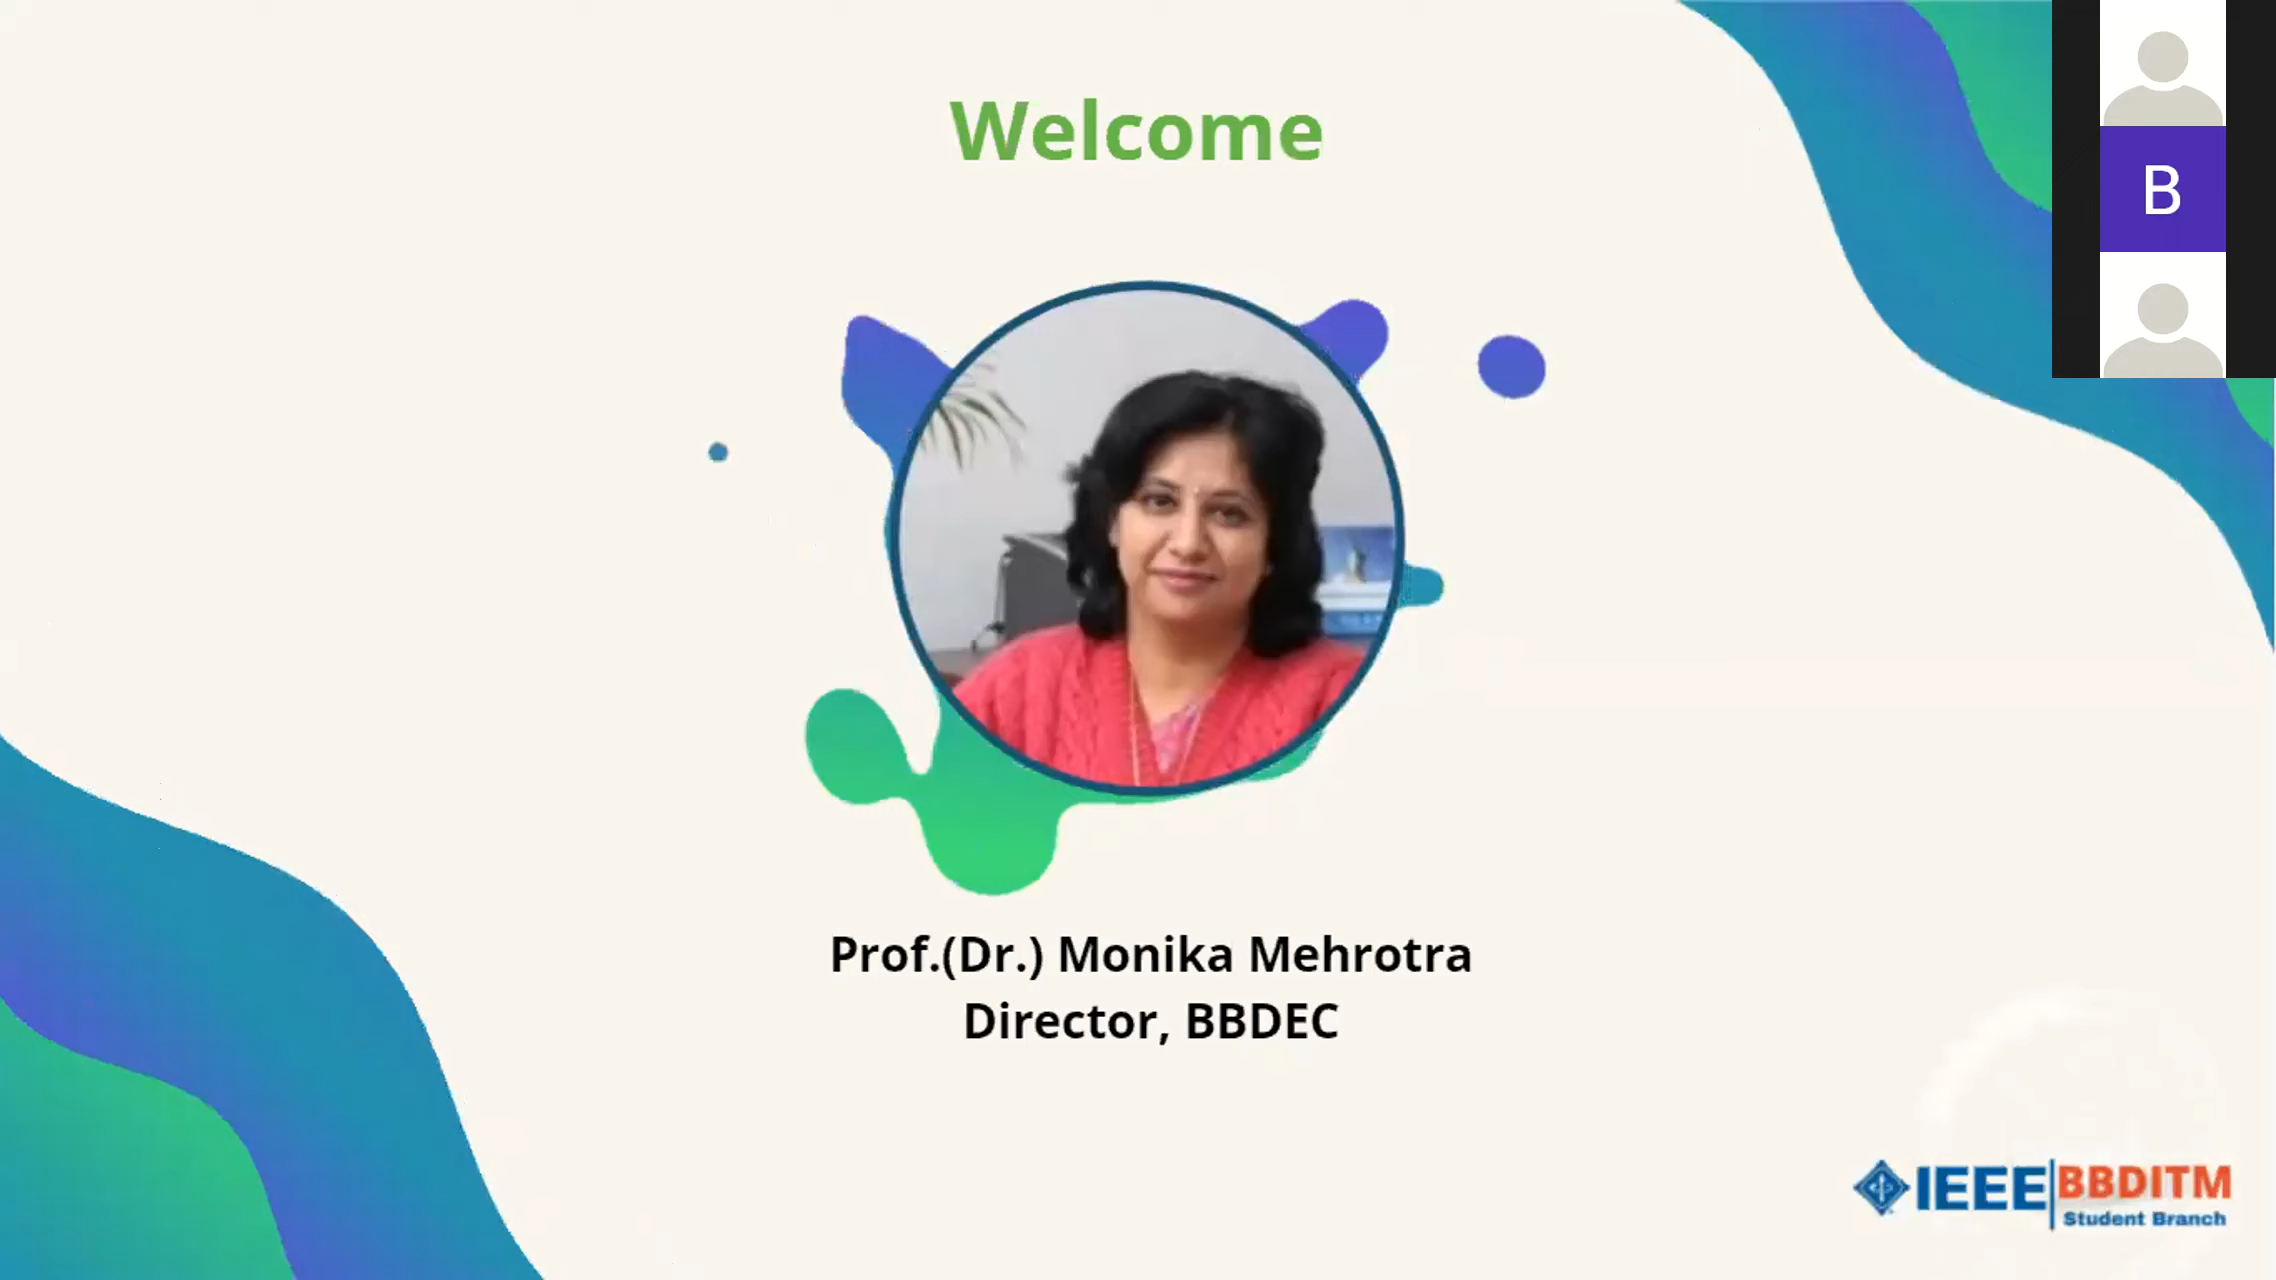 Welcome
B
Prof.(Dr.) Monika Mehrotra
Director, BBDEC
IEEE BBDITM
Student Branch